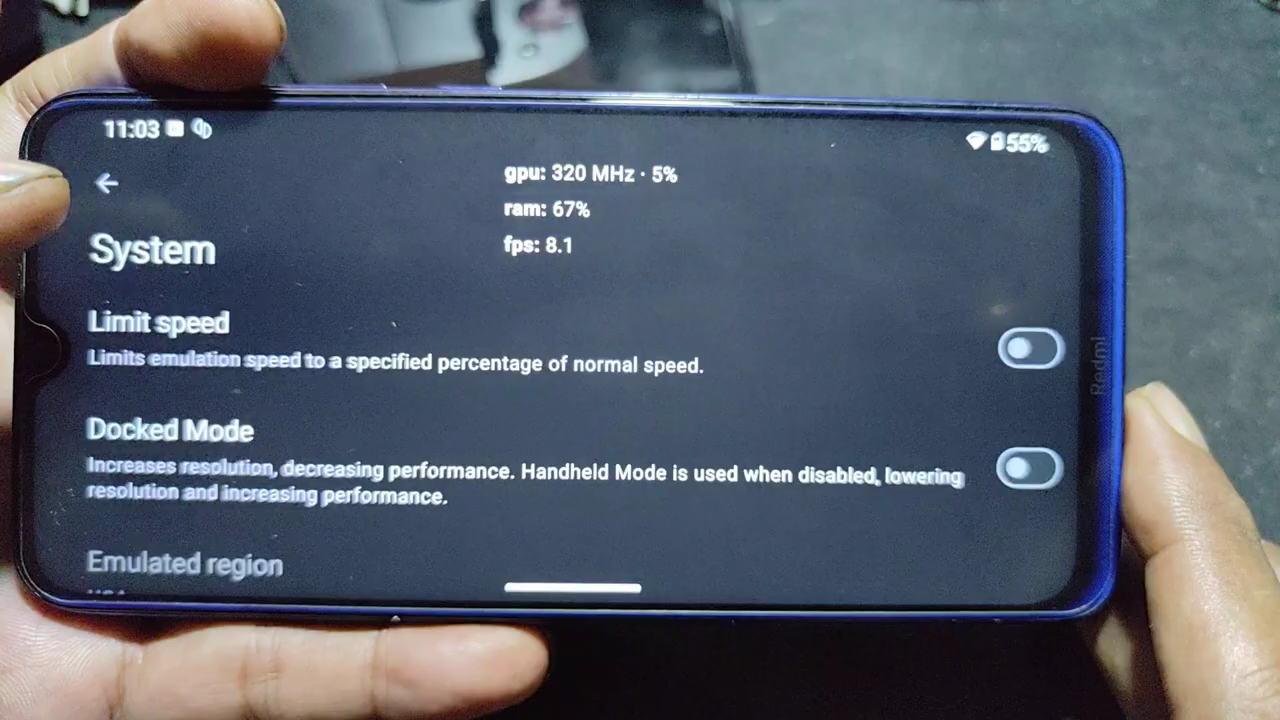 11:03
55%
gpu: 320 MHz · 5%
ram: 67%
fps: 8.1
System
Limit speed
Limits emulation speed to a specified percentage of normal speed.
Docked Mode
Increases resolution, decreasing performance. Handheld Mode is used when disabled, lowering
resolution and increasing performance.
Emulated region
Redmi